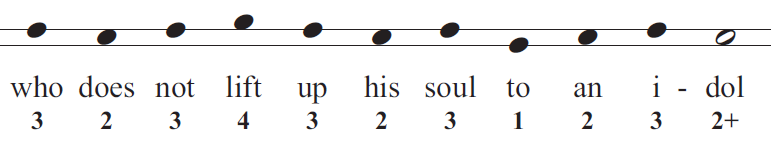 who does not lift up his soul to an i - dol
3 2 3 4 3 2 3 1 2 3 2+